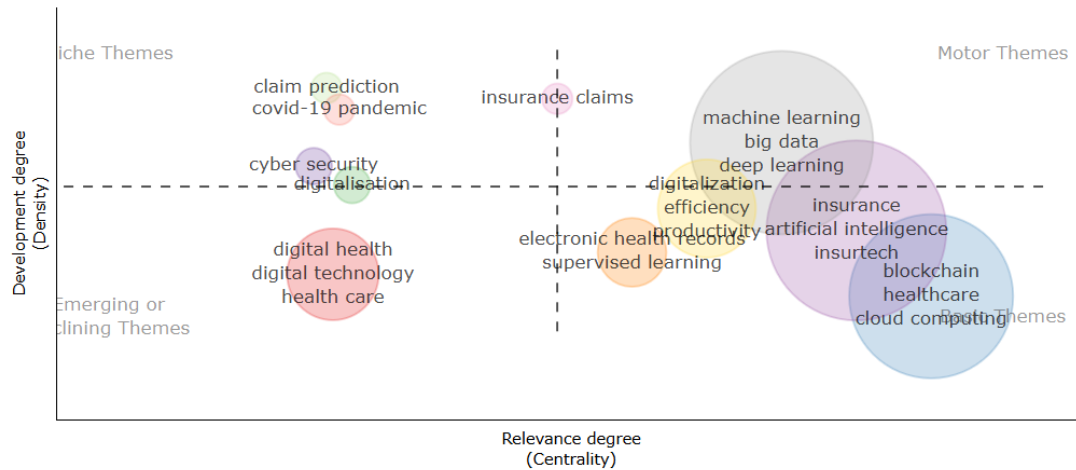 iche Themes
Motor Themes
claim prediction
covid-19 pandemic
insurance claims
machine learning
big data
deep learning
cyber security
digitalisation
digitalization
efficiency
productivity
insurance
artificial intelligence
insurtech
electronic health records
supervised learning
digital health
digital technology
health care
blockchain
healthcare
cloud computing
Emerging or
clining Themes
Basic Themes
Development degree
(Density)
Relevance degree
(Centrality)